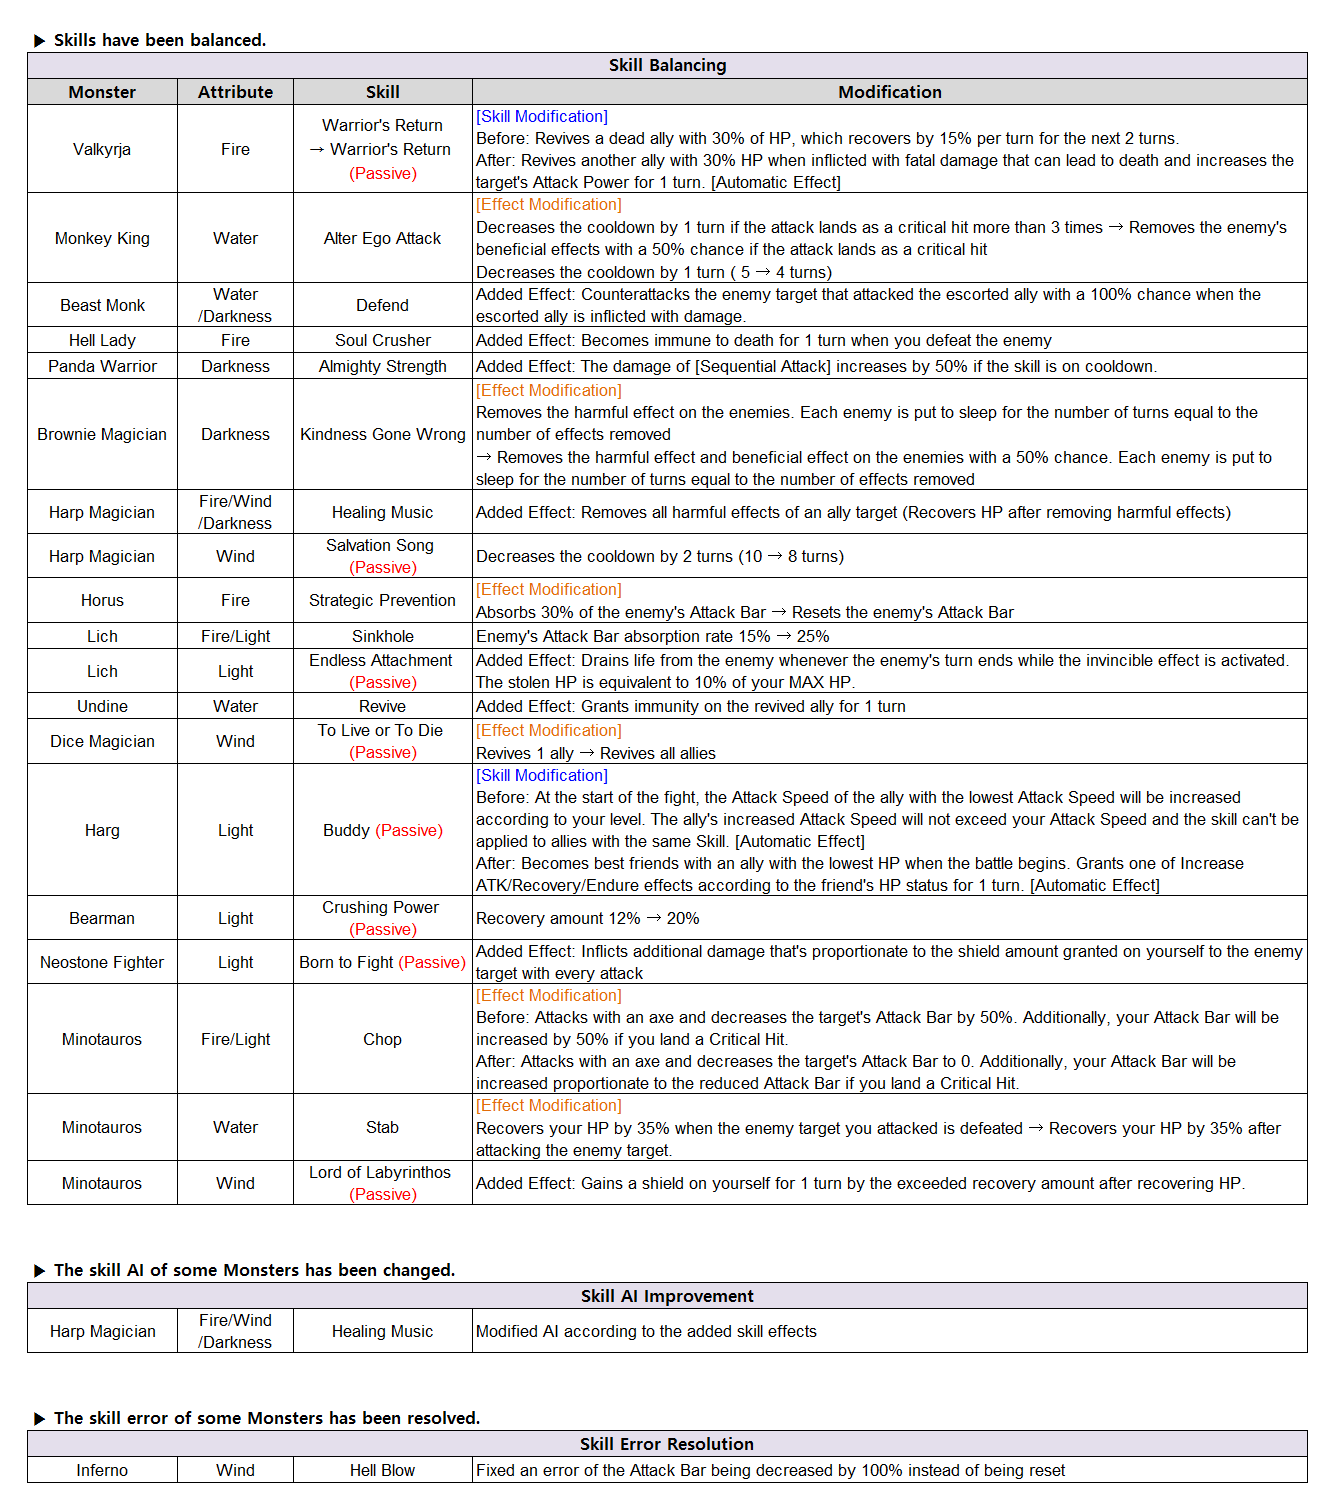 ▶ Skills have been balanced.
Skill Balancing
Monster Attribute Skill Modification
Valkyrja Fire Warrior's Return
→ Warrior's Return
(Passive)
[Skill Modification]
Before: Revives a dead ally with 30% of HP, which recovers by 15% per turn for the next 2 turns.
After: Revives another ally with 30% HP when inflicted with fatal damage that can lead to death and increases the
target's Attack Power for 1 turn. [Automatic Effect]
Monkey King Water Alter Ego Attack
[Effect Modification]
Decreases the cooldown by 1 turn if the attack lands as a critical hit more than 3 times → Removes the enemy's
beneficial effects with a 50% chance if the attack lands as a critical hit
Decreases the cooldown by 1 turn ( 5 → 4 turns)
Beast Monk Water
/Darkness
Defend
Added Effect: Counterattacks the enemy target that attacked the escorted ally with a 100% chance when the
escorted ally is inflicted with damage.
Hell Lady Fire Soul Crusher Added Effect: Becomes immune to death for 1 turn when you defeat the enemy
Panda Warrior Darkness Almighty Strength Added Effect: The damage of [Sequential Attack] increases by 50% if the skill is on cooldown.
Brownie Magician Darkness Kindness Gone Wrong
[Effect Modification]
Removes the harmful effect on the enemies. Each enemy is put to sleep for the number of turns equal to the
number of effects removed
→ Removes the harmful effect and beneficial effect on the enemies with a 50% chance. Each enemy is put to
sleep for the number of turns equal to the number of effects removed
Harp Magician Fire/Wind
/Darkness
Healing Music Added Effect: Removes all harmful effects of an ally target (Recovers HP after removing harmful effects)
Harp Magician Wind Salvation Song
(Passive)
Decreases the cooldown by 2 turns (10 → 8 turns)
Horus Fire Strategic Prevention
[Effect Modification]
Absorbs 30% of the enemy's Attack Bar → Resets the enemy's Attack Bar
Lich Fire/Light Sinkhole Enemy's Attack Bar absorption rate 15% → 25%
Lich Light Endless Attachment
(Passive)
Added Effect: Drains life from the enemy whenever the enemy's turn ends while the invincible effect is activated.
The stolen HP is equivalent to 10% of your MAX HP.
Undine Water Revive Added Effect: Grants immunity on the revived ally for 1 turn
Dice Magician Wind To Live or To Die
(Passive)
[Effect Modification]
Revives 1 ally → Revives all allies
Harg Light Buddy (Passive)
[Skill Modification]
Before: At the start of the fight, the Attack Speed of the ally with the lowest Attack Speed will be increased
according to your level. The ally's increased Attack Speed will not exceed your Attack Speed and the skill can't be
applied to allies with the same Skill. [Automatic Effect]
After: Becomes best friends with an ally with the lowest HP when the battle begins. Grants one of Increase
ATK/Recovery/Endure effects according to the friend's HP status for 1 turn. [Automatic Effect]
Bearman Light Crushing Power
(Passive)
Recovery amount 12% → 20%
Neostone Fighter Light Born to Fight (Passive)
Added Effect: Inflicts additional damage that's proportionate to the shield amount granted on yourself to the enemy
target with every attack
Minotauros Fire/Light Chop
[Effect Modification]
Before: Attacks with an axe and decreases the target's Attack Bar by 50%. Additionally, your Attack Bar will be
increased by 50% if you land a Critical Hit.
After: Attacks with an axe and decreases the target's Attack Bar to 0. Additionally, your Attack Bar will be
increased proportionate to the reduced Attack Bar if you land a Critical Hit.
Minotauros Water Stab
[Effect Modification]
Recovers your HP by 35% when the enemy target you attacked is defeated → Recovers your HP by 35% after
attacking the enemy target.
Minotauros Wind Lord of Labyrinthos
(Passive)
Added Effect: Gains a shield on yourself for 1 turn by the exceeded recovery amount after recovering HP.
▶ The skill AI of some Monsters has been changed.
Skill AI Improvement
Harp Magician Fire/Wind
/Darkness
Healing Music Modified AI according to the added skill effects
▶ The skill error of some Monsters has been resolved.
Skill Error Resolution
Inferno Wind Hell Blow Fixed an error of the Attack Bar being decreased by 100% instead of being reset